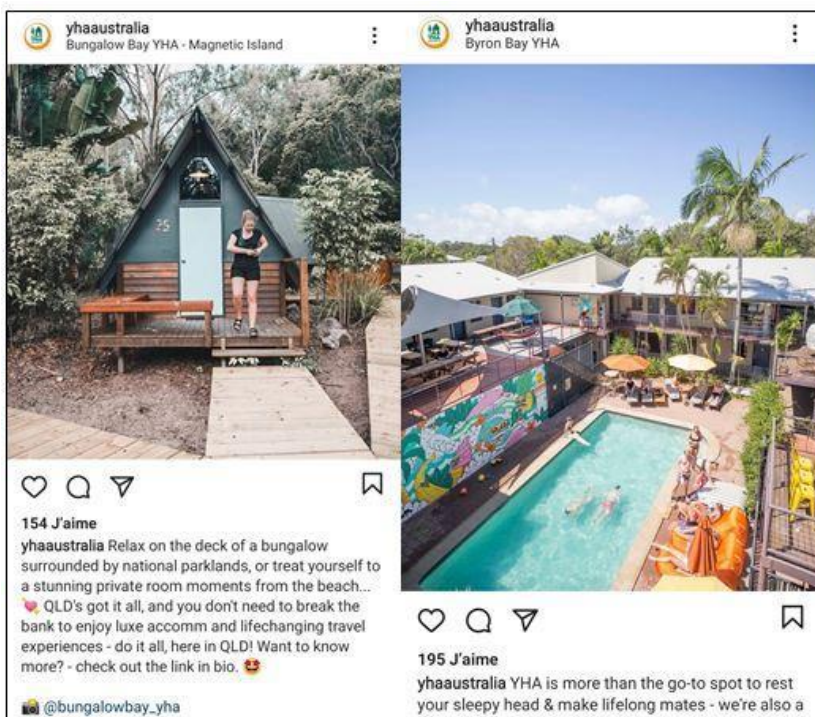 yhaaustralia
Bungalow Bay YHA - Magnetic Island
154 J'aime
yhaaustralia Relax on the deck of a bungalow
surrounded by national parklands, or treat yourself to
a stunning private room moments from the beach...
💘 QLD's got it all, and you don't need to break the
bank to enjoy luxe accomm and lifechanging travel
experiences - do it all, here in QLD! Want to know
more? - check out the link in bio. 🤩
📸 @bungalowbay_yha
yhaaustralia
Byron Bay YHA
195 J'aime
yhaaustralia YHA is more than the go-to spot to rest
your sleepy head & make lifelong mates - we're also a